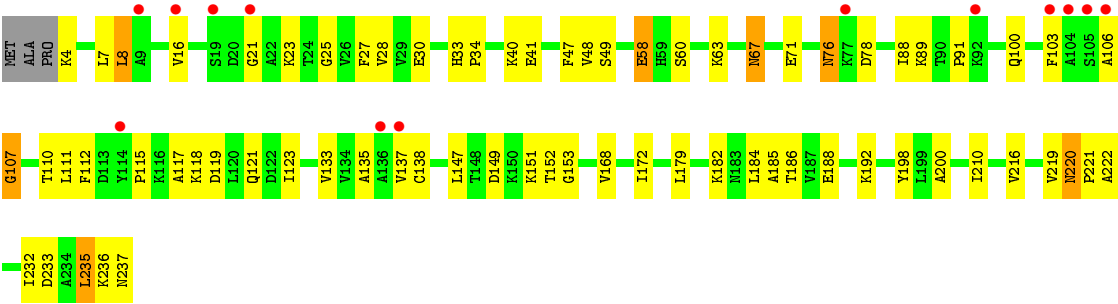 MET ALA PRO K4 L7 L8 A9 V16 S19 D20 G21 A22 K23 T24 G25 V26 F27 V28 V29 E30 H33 P34 K40 E41 F47 V48 S49 E58 H59 S60 K63 N67 E71 N76 K77 D78 I88 K89 T90 P91 K92 Q100 F103 A104 S105 A106
G107 T110 L111 F112 D113 Y114 P115 K116 A117 K118 D119 L120 Q121 D122 I123 V133 V134 A135 A136 V137 C138 L147 T148 D149 K150 K151 T152 G153 V168 I172 L179 K182 N183 L184 A185 T186 V187 E188 K192 Y198 L199 A200 I210 V216 V219 N220 P221 A222
I232 D233 A234 L235 K236 N237